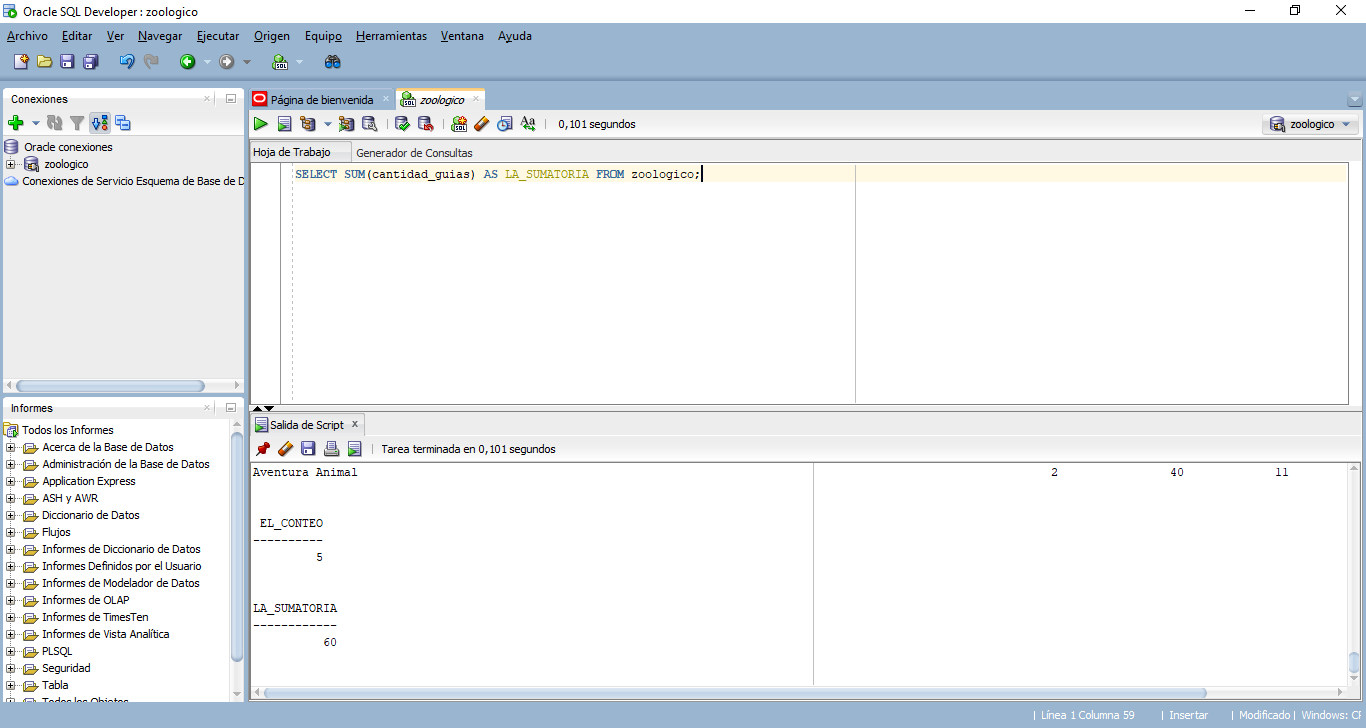 Oracle SQL Developer : zoologico
Archivo Editar Ver Navegar Ejecutar Origen Equipo Herramientas Ventana Ayuda
Conexiones
Oracle conexiones
zoologico
Conexiones de Servicio Esquema de Base de D
Página de bienvenida
zoologico
0,101 segundos
zoologico
Hoja de Trabajo
Generador de Consultas
SELECT SUM(cantidad_guias) AS LA_SUMATORIA FROM zoologico;
Informes
Todos los Informes
Acerca de la Base de Datos
Administración de la Base de Datos
Application Express
ASH y AWR
Diccionario de Datos
Flujos
Informes de Diccionario de Datos
Informes Definidos por el Usuario
Informes de Modelador de Datos
Informes de OLAP
Informes de TimesTen
Informes de Vista Analítica
PLSQL
Seguridad
Tabla
Todos los Objetos
Salida de Script
Tarea terminada en 0,101 segundos
Aventura Animal 2 40 11
EL_CONTEO
----------
5
LA_SUMATORIA
------------
60
| Línea 1 Columna 59 | Insertar | Modificado | Windows: CR